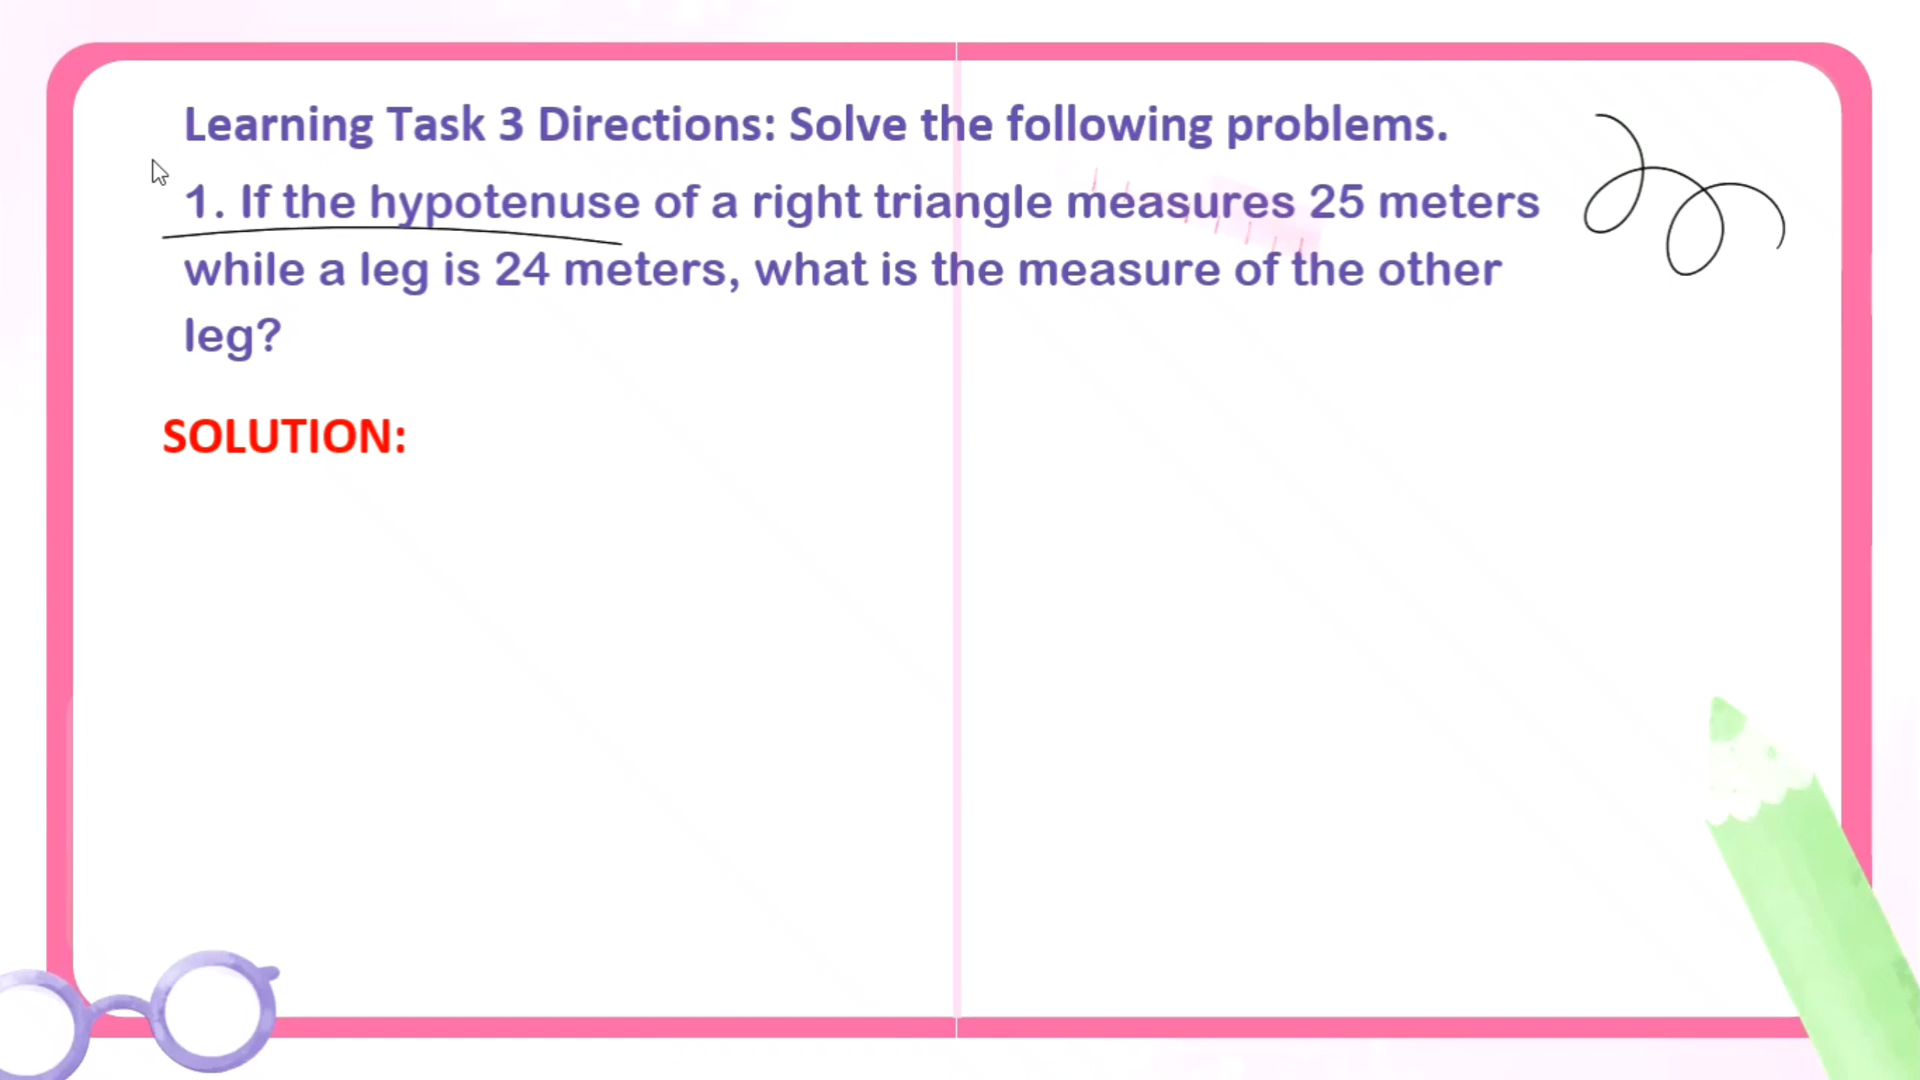 Learning Task 3 Directions: Solve the following problems.
1. If the hypotenuse of a right triangle measures 25 meters
while a leg is 24 meters, what is the measure of the other
leg?
SOLUTION: